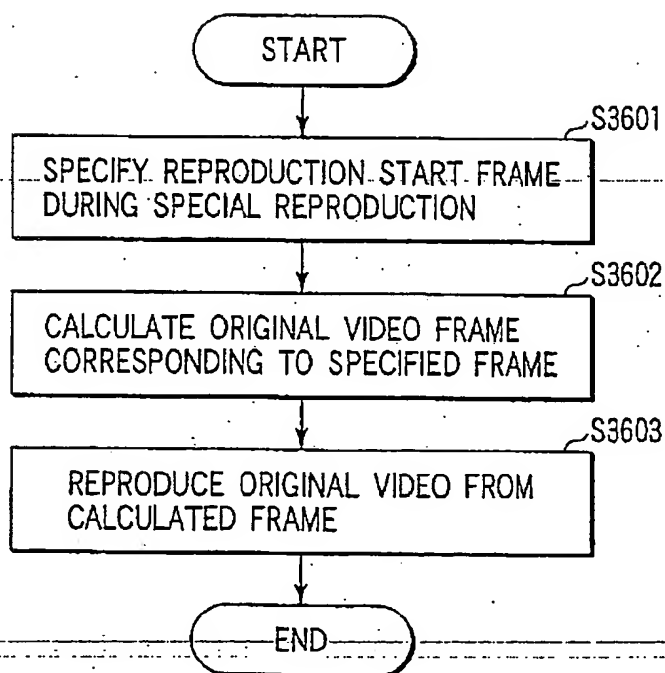 START
S3601
SPECIFY REPRODUCTION START FRAME
DURING SPECIAL REPRODUCTION
S3602
CALCULATE ORIGINAL VIDEO FRAME
CORRESPONDING TO SPECIFIED FRAME
S3603
REPRODUCE ORIGINAL VIDEO FROM
CALCULATED FRAME
END